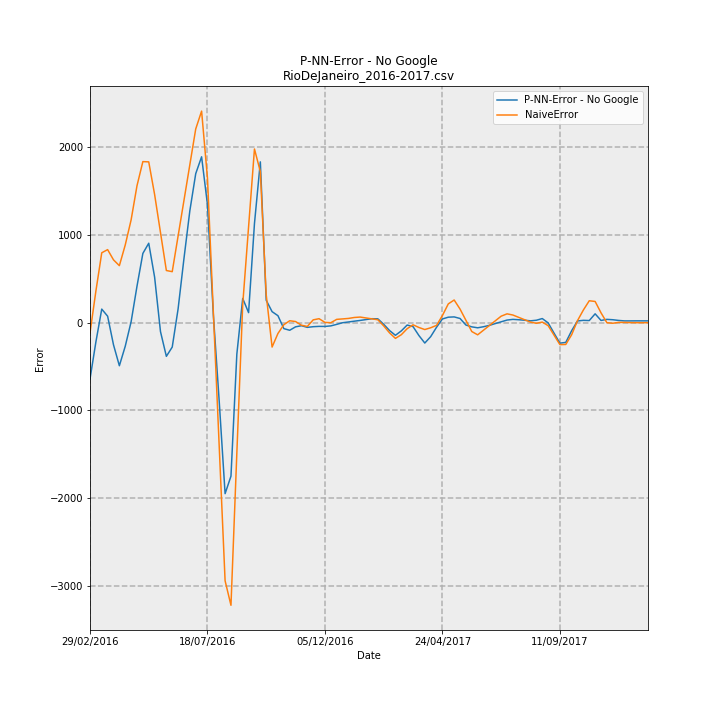 P-NN-Error - No Google
RioDeJaneiro_2016-2017.csv
P-NN-Error - No Google
NaiveError
2000
1000
0
−1000
−2000
−3000
Error
29/02/2016
18/07/2016
05/12/2016
24/04/2017
11/09/2017
Date